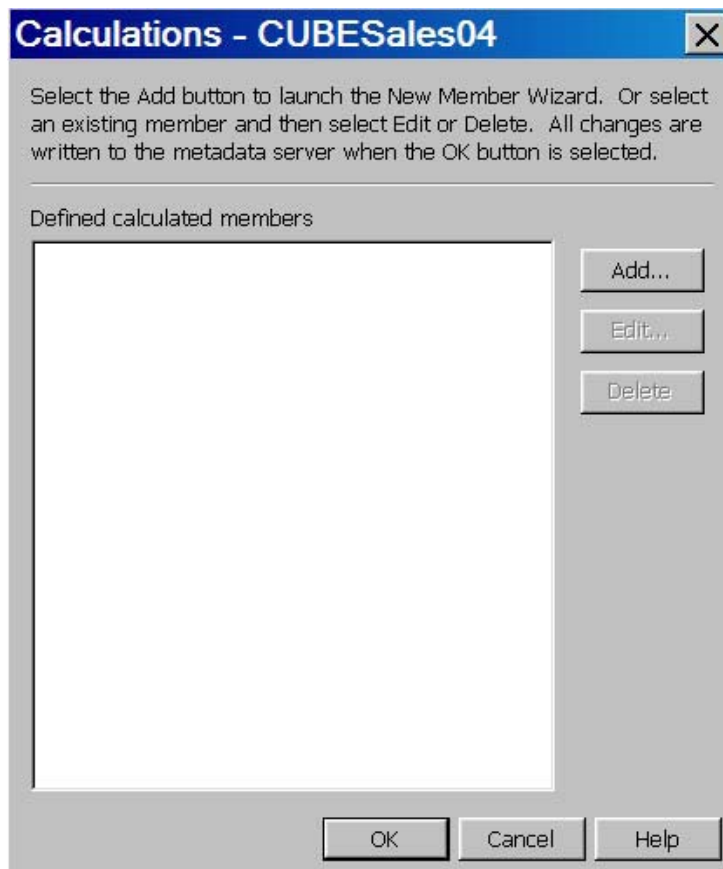 Calculations - CUBESales04
Select the Add button to launch the New Member Wizard. Or select
an existing member and then select Edit or Delete. All changes are
written to the metadata server when the OK button is selected.
Defined calculated members
Add...
Edit...
Delete
OK Cancel Help